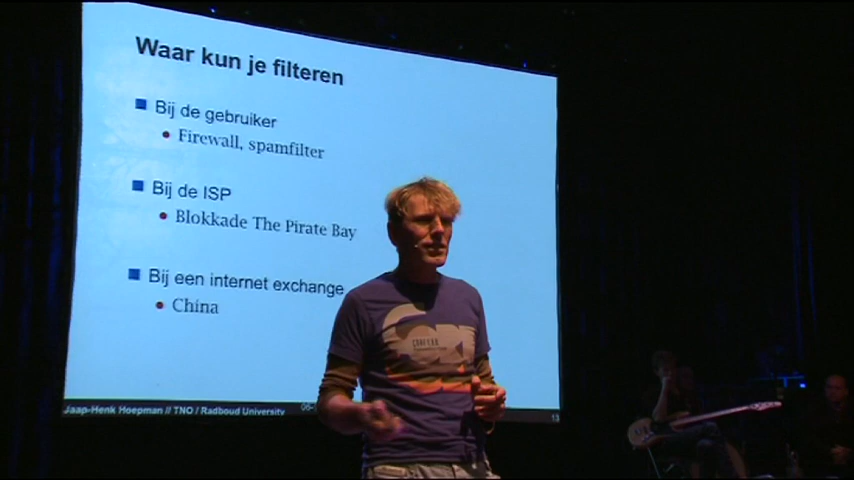 Waar kun je filteren
Bij de gebruiker
Firewall, spamfilter
Bij de ISP
Blokkade The Pirate Bay
Bij een internet exchange
China
Jaap-Henk Hoepman // TNO / Radboud University
13